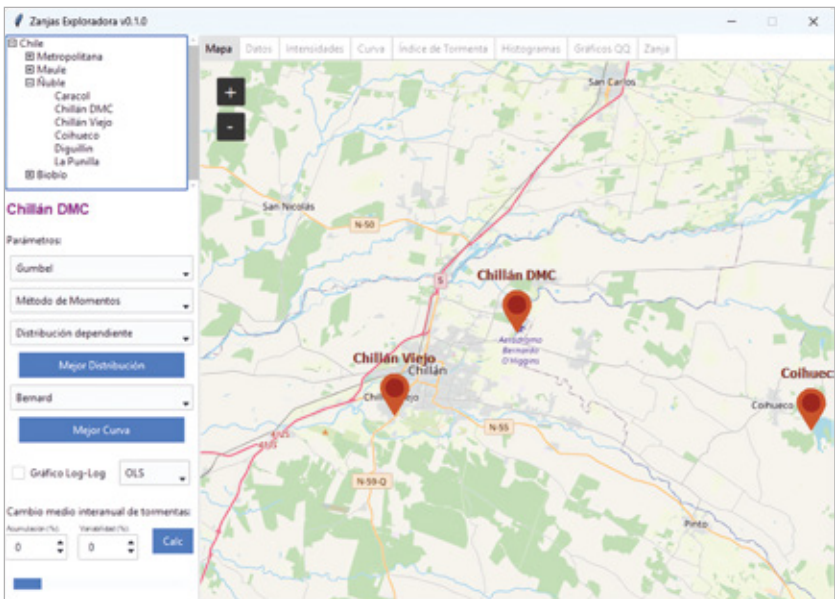 Zanjas Exploradora v0.1.0
Chile
Metropolitana
Maule
Ñuble
Caracol
Chillán DMC
Chillán Viejo
Coihueco
Diguillin
La Punilla
Biobío
Chillán DMC
Parámetros:
Gumbel
Método de Momentos
Distribución dependiente
Mejor Distribución
Bernard
Mejor Curva
Gráfico Log-Log OLS
Cambio medio interanual de tormentas:
Acumulación (%): Variabilidad (%):
0 0 Calc
Mapa Datos Intensidades Curva Índice de Tormenta Histogramas Gráficos QQ Zanja
+
-
San Carlos
San Nicolás
N-50
5
Chillán DMC
Aeródromo
Bernardo
O'Higgins
Chillán Viejo
Chillán
Coihuec
Coihueco
N-55
N-59-Q
Pinto